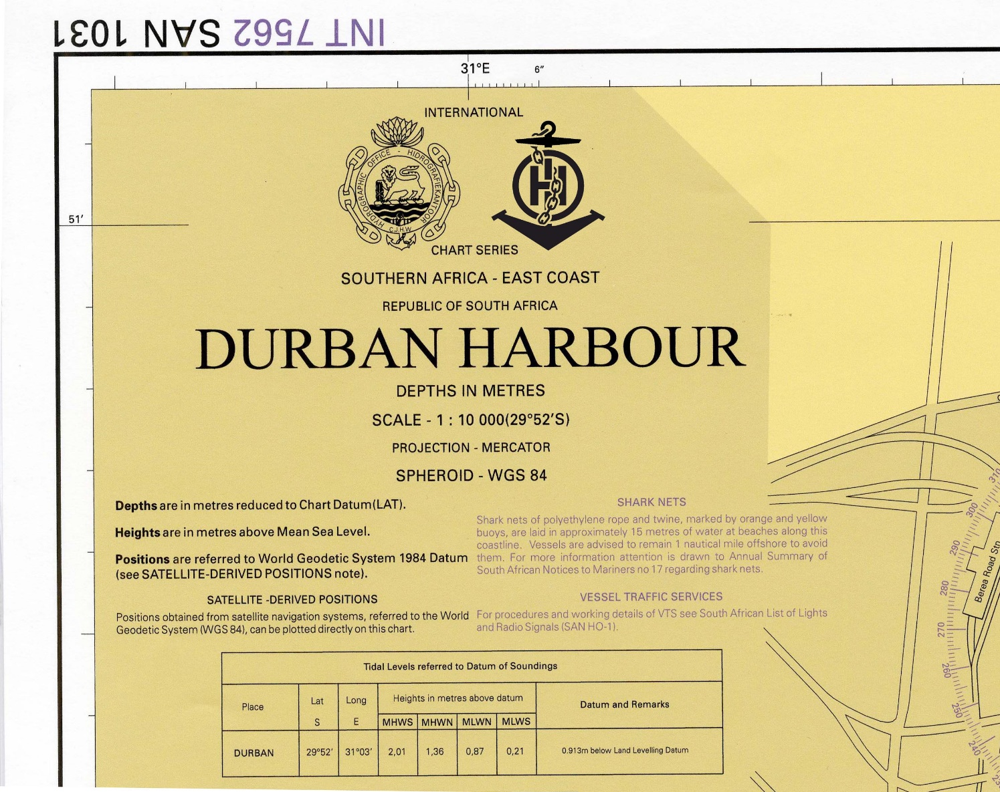 INT 7562 SAN 1031
31°E 6"
INTERNATIONAL
HYDROGRAPHIC OFFICE - HIDROGRAFIEKANTOOR
C.J.H.W
H
51'
CHART SERIES
SOUTHERN AFRICA - EAST COAST
REPUBLIC OF SOUTH AFRICA
DURBAN HARBOUR
DEPTHS IN METRES
SCALE - 1 : 10 000(29°52'S)
PROJECTION - MERCATOR
SPHEROID - WGS 84
Depths are in metres reduced to Chart Datum(LAT).
Heights are in metres above Mean Sea Level.
Positions are referred to World Geodetic System 1984 Datum
(see SATELLITE-DERIVED POSITIONS note).
SATELLITE -DERIVED POSITIONS
Positions obtained from satellite navigation systems, referred to the World
Geodetic System (WGS 84), can be plotted directly on this chart.
SHARK NETS
Shark nets of polyethylene rope and twine, marked by orange and yellow
buoys, are laid in approximately 15 metres of water at beaches along this
coastline. Vessels are advised to remain 1 nautical mile offshore to avoid
them. For more information attention is drawn to Annual Summary of
South African Notices to Mariners no 17 regarding shark nets.
VESSEL TRAFFIC SERVICES
For procedures and working details of VTS see South African List of Lights
and Radio Signals (SAN HO-1).
Tidal Levels referred to Datum of Soundings
Place Lat S Long E Heights in metres above datum Datum and Remarks
MHWS MHWN MLWN MLWS
DURBAN 29°52' 31°03' 2,01 1,36 0,87 0,21 0.913m below Land Levelling Datum
310
300
290
280
270
260
250
240
Berea Road Stn